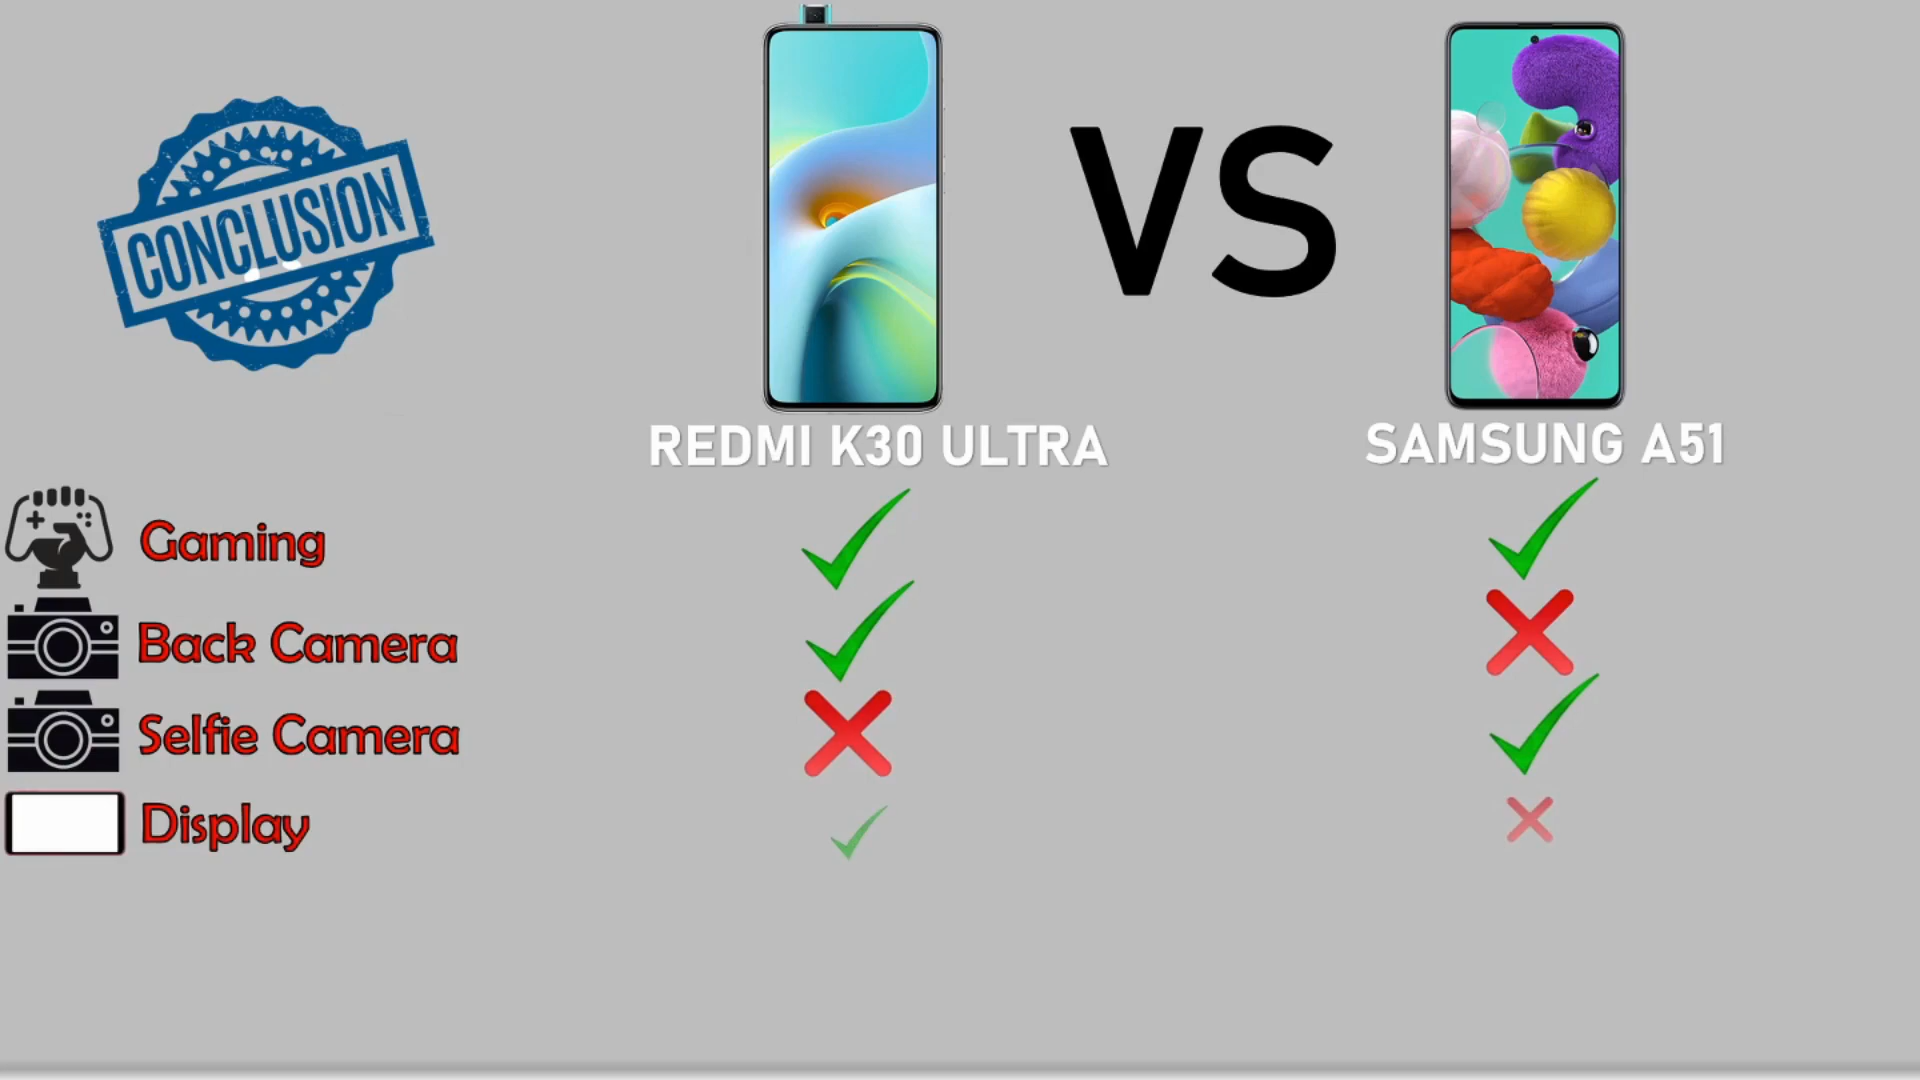 CONCLUSION
VS
REDMI K30 ULTRA
SAMSUNG A51
Gaming
Back Camera
Selfie Camera
Display